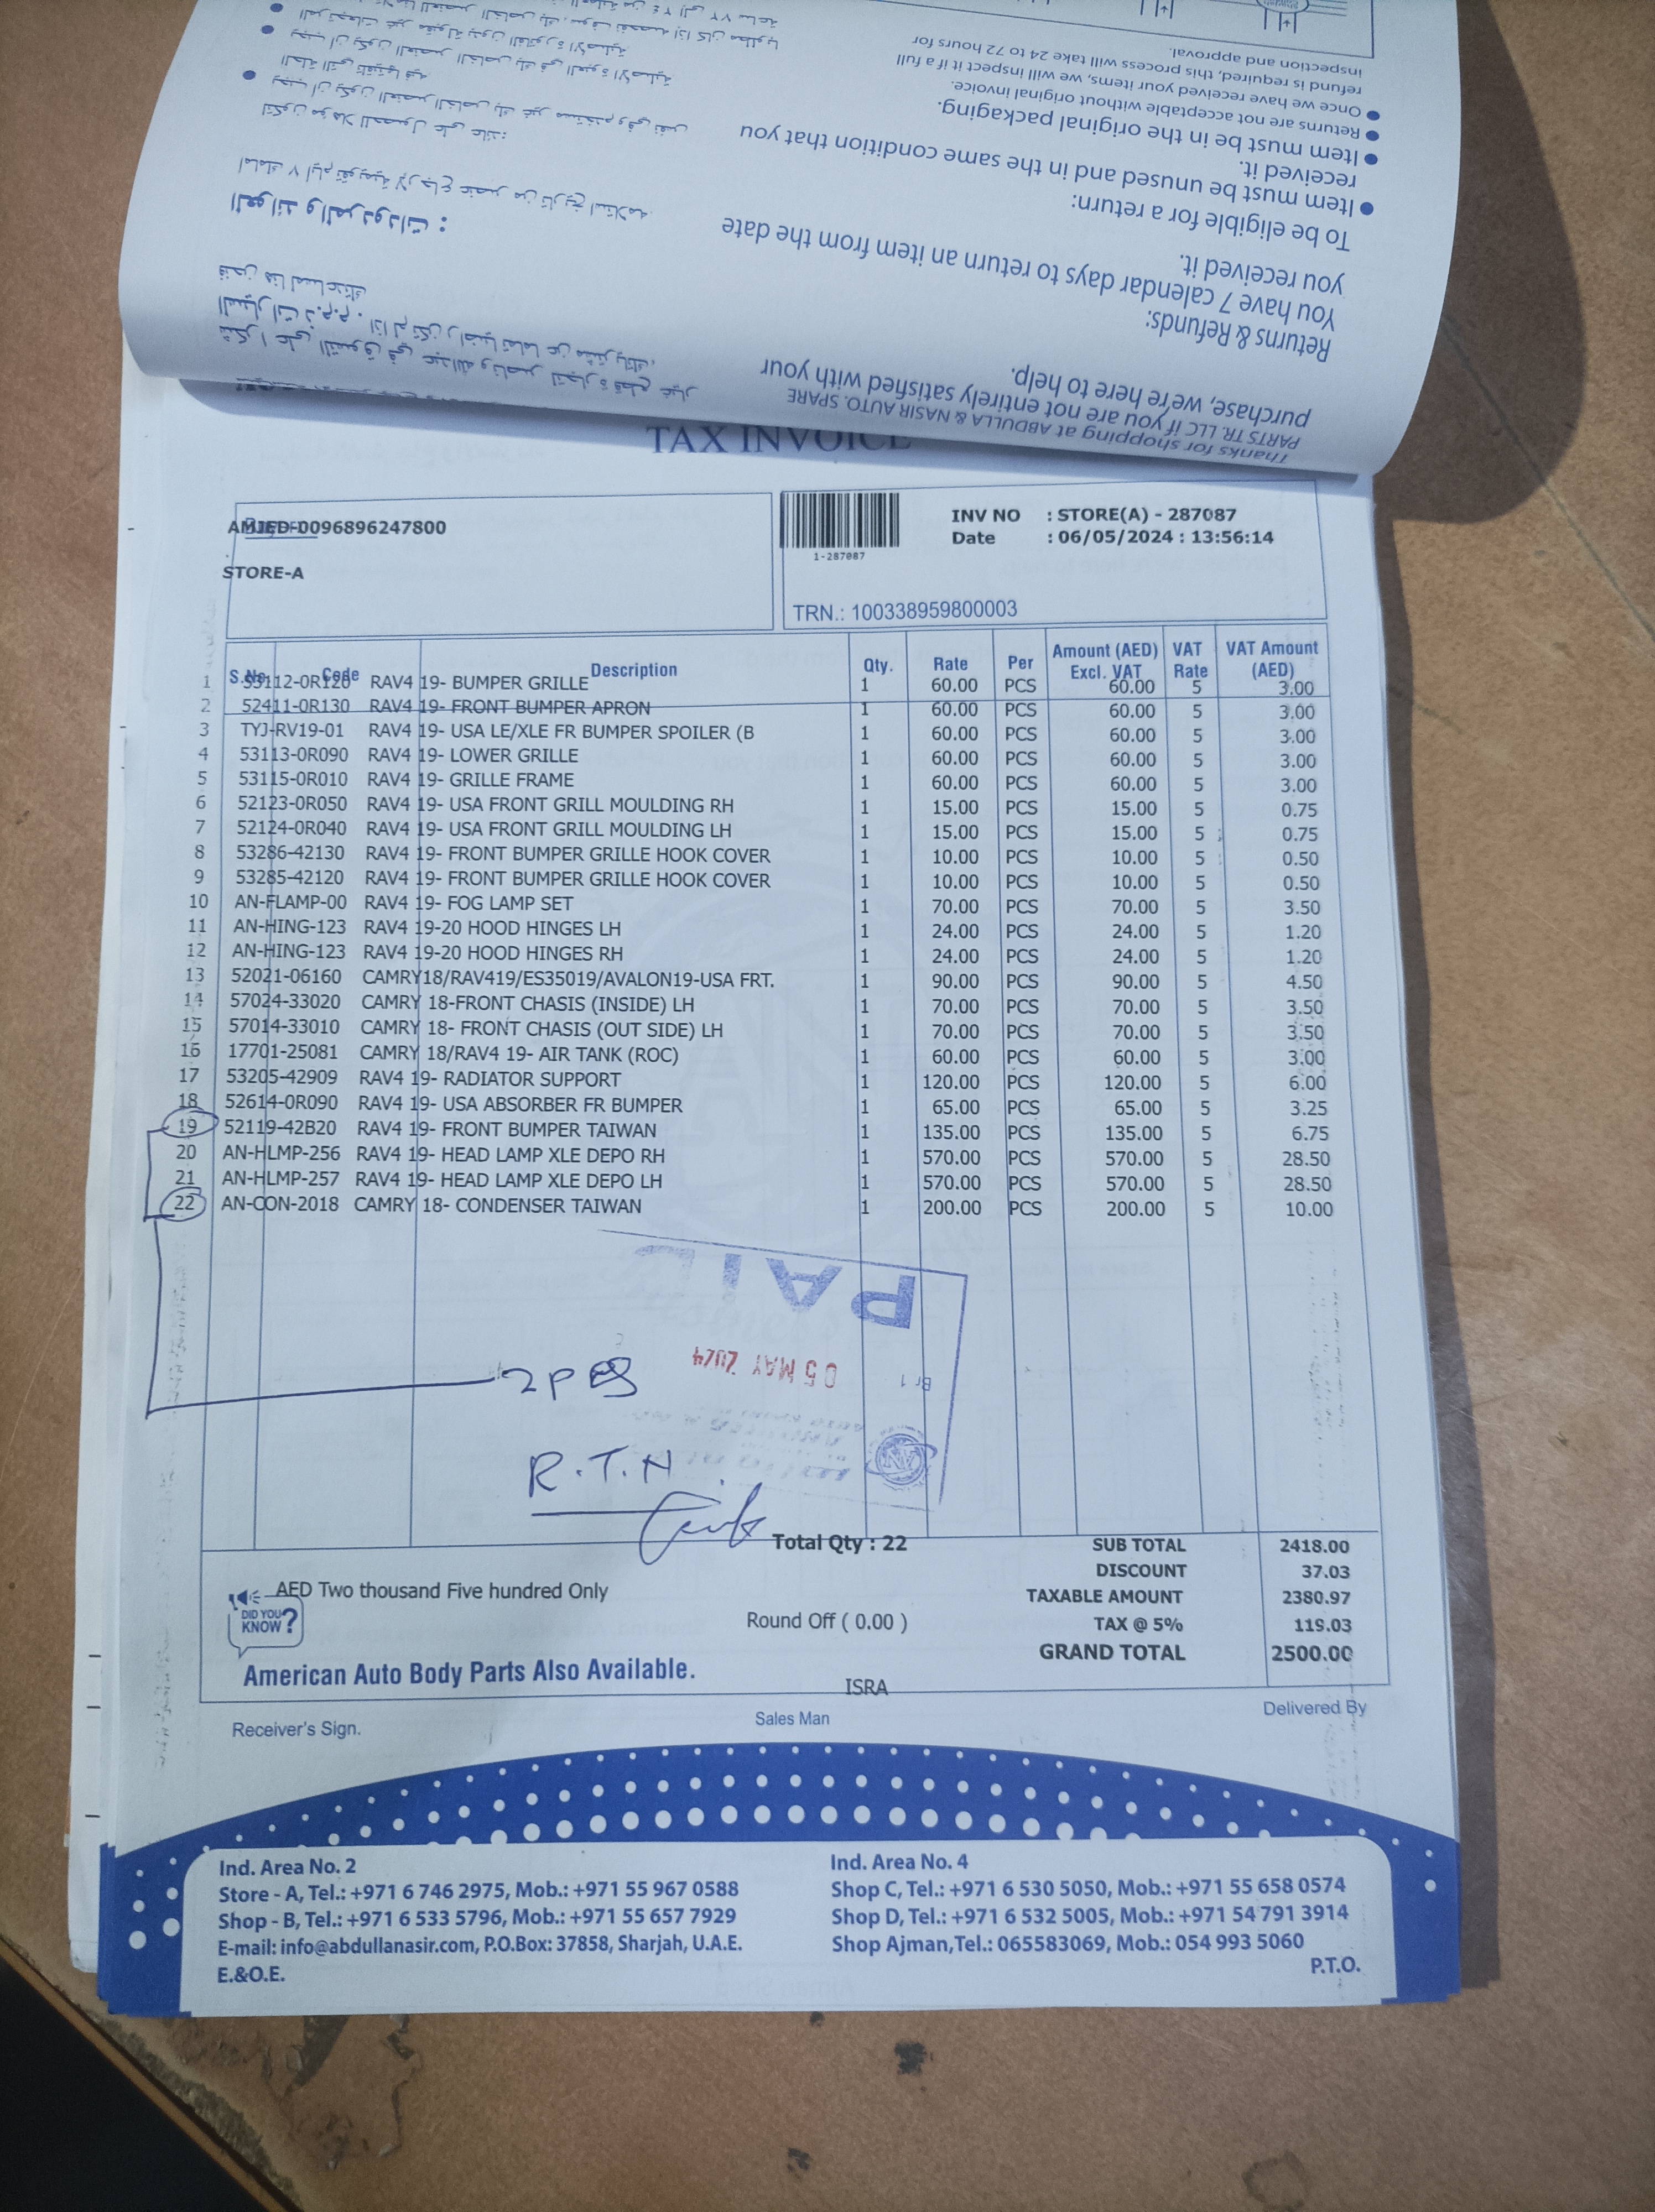 inspection and approval.
refund is required, this process will take 24 to 72 hours for
Once we have received your items, we will inspect it if a full
Returns are not acceptable without original invoice.
Item must be in the original packaging.
received it.
Item must be unused and in the same condition that you
To be eligible for a return:
you received it.
You have 7 calendar days to return an item from the date
Returns & Refunds:
purchase, we're here to help.
PARTS TR. LLC If you are not entirely satisfied with your
Thanks for shopping at ABDULLA & NASIR AUTO. SPARE
العوائد والمردودات :
TAX INVOICE
AMJED-0096896247800
STORE-A
1-287087
INV NO : STORE(A) - 287087
Date : 06/05/2024 : 13:56:14
TRN.: 100338959800003
S.No. Code Description Qty. Rate Per Amount (AED) Excl. VAT VAT Rate VAT Amount (AED)
1 53112-0R120 RAV4 19- BUMPER GRILLE 1 60.00 PCS 60.00 5 3.00
2 52411-0R130 RAV4 19- FRONT BUMPER APRON 1 60.00 PCS 60.00 5 3.00
3 TYJ-RV19-01 RAV4 19- USA LE/XLE FR BUMPER SPOILER (B 1 60.00 PCS 60.00 5 3.00
4 53113-0R090 RAV4 19- LOWER GRILLE 1 60.00 PCS 60.00 5 3.00
5 53115-0R010 RAV4 19- GRILLE FRAME 1 60.00 PCS 60.00 5 3.00
6 52123-0R050 RAV4 19- USA FRONT GRILL MOULDING RH 1 15.00 PCS 15.00 5 0.75
7 52124-0R040 RAV4 19- USA FRONT GRILL MOULDING LH 1 15.00 PCS 15.00 5 0.75
8 53286-42130 RAV4 19- FRONT BUMPER GRILLE HOOK COVER 1 10.00 PCS 10.00 5 0.50
9 53285-42120 RAV4 19- FRONT BUMPER GRILLE HOOK COVER 1 10.00 PCS 10.00 5 0.50
10 AN-FLAMP-00 RAV4 19- FOG LAMP SET 1 70.00 PCS 70.00 5 3.50
11 AN-HING-123 RAV4 19-20 HOOD HINGES LH 1 24.00 PCS 24.00 5 1.20
12 AN-HING-123 RAV4 19-20 HOOD HINGES RH 1 24.00 PCS 24.00 5 1.20
13 52021-06160 CAMRY18/RAV419/ES35019/AVALON19-USA FRT. 1 90.00 PCS 90.00 5 4.50
14 57024-33020 CAMRY 18-FRONT CHASIS (INSIDE) LH 1 70.00 PCS 70.00 5 3.50
15 57014-33010 CAMRY 18- FRONT CHASIS (OUT SIDE) LH 1 70.00 PCS 70.00 5 3.50
16 17701-25081 CAMRY 18/RAV4 19- AIR TANK (ROC) 1 60.00 PCS 60.00 5 3.00
17 53205-42909 RAV4 19- RADIATOR SUPPORT 1 120.00 PCS 120.00 5 6.00
18 52614-0R090 RAV4 19- USA ABSORBER FR BUMPER 1 65.00 PCS 65.00 5 3.25
19 52119-42B20 RAV4 19- FRONT BUMPER TAIWAN 1 135.00 PCS 135.00 5 6.75
20 AN-HLMP-256 RAV4 19- HEAD LAMP XLE DEPO RH 1 570.00 PCS 570.00 5 28.50
21 AN-HLMP-257 RAV4 19- HEAD LAMP XLE DEPO LH 1 570.00 PCS 570.00 5 28.50
22 AN-CON-2018 CAMRY 18- CONDENSER TAIWAN 1 200.00 PCS 200.00 5 10.00
PAID
05 MAY 2024
Br 1
R.T.N
Total Qty : 22
SUB TOTAL 2418.00
DISCOUNT 37.03
AED Two thousand Five hundred Only
TAXABLE AMOUNT 2380.97
DID YOU KNOW?
Round Off ( 0.00 )
TAX @ 5% 119.03
GRAND TOTAL 2500.00
American Auto Body Parts Also Available.
ISRA
Receiver's Sign.
Sales Man
Delivered By
Ind. Area No. 2
Store - A, Tel.: +971 6 746 2975, Mob.: +971 55 967 0588
Shop - B, Tel.: +971 6 533 5796, Mob.: +971 55 657 7929
E-mail: info@abdullanasir.com, P.O.Box: 37858, Sharjah, U.A.E.
E.&O.E.
Ind. Area No. 4
Shop C, Tel.: +971 6 530 5050, Mob.: +971 55 658 0574
Shop D, Tel.: +971 6 532 5005, Mob.: +971 54 791 3914
Shop Ajman,Tel.: 065583069, Mob.: 054 993 5060
P.T.O.